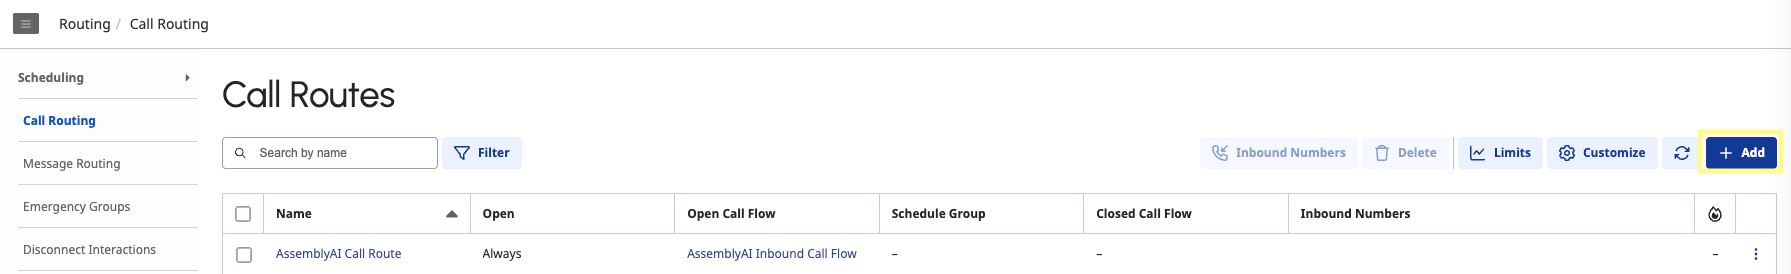 Routing / Call Routing
Scheduling
Call Routing
Message Routing
Emergency Groups
Disconnect Interactions
Call Routes
Search by name Filter Inbound Numbers Delete Limits Customize Add
Name Open Open Call Flow Schedule Group Closed Call Flow Inbound Numbers
AssemblyAI Call Route Always AssemblyAI Inbound Call Flow – – –